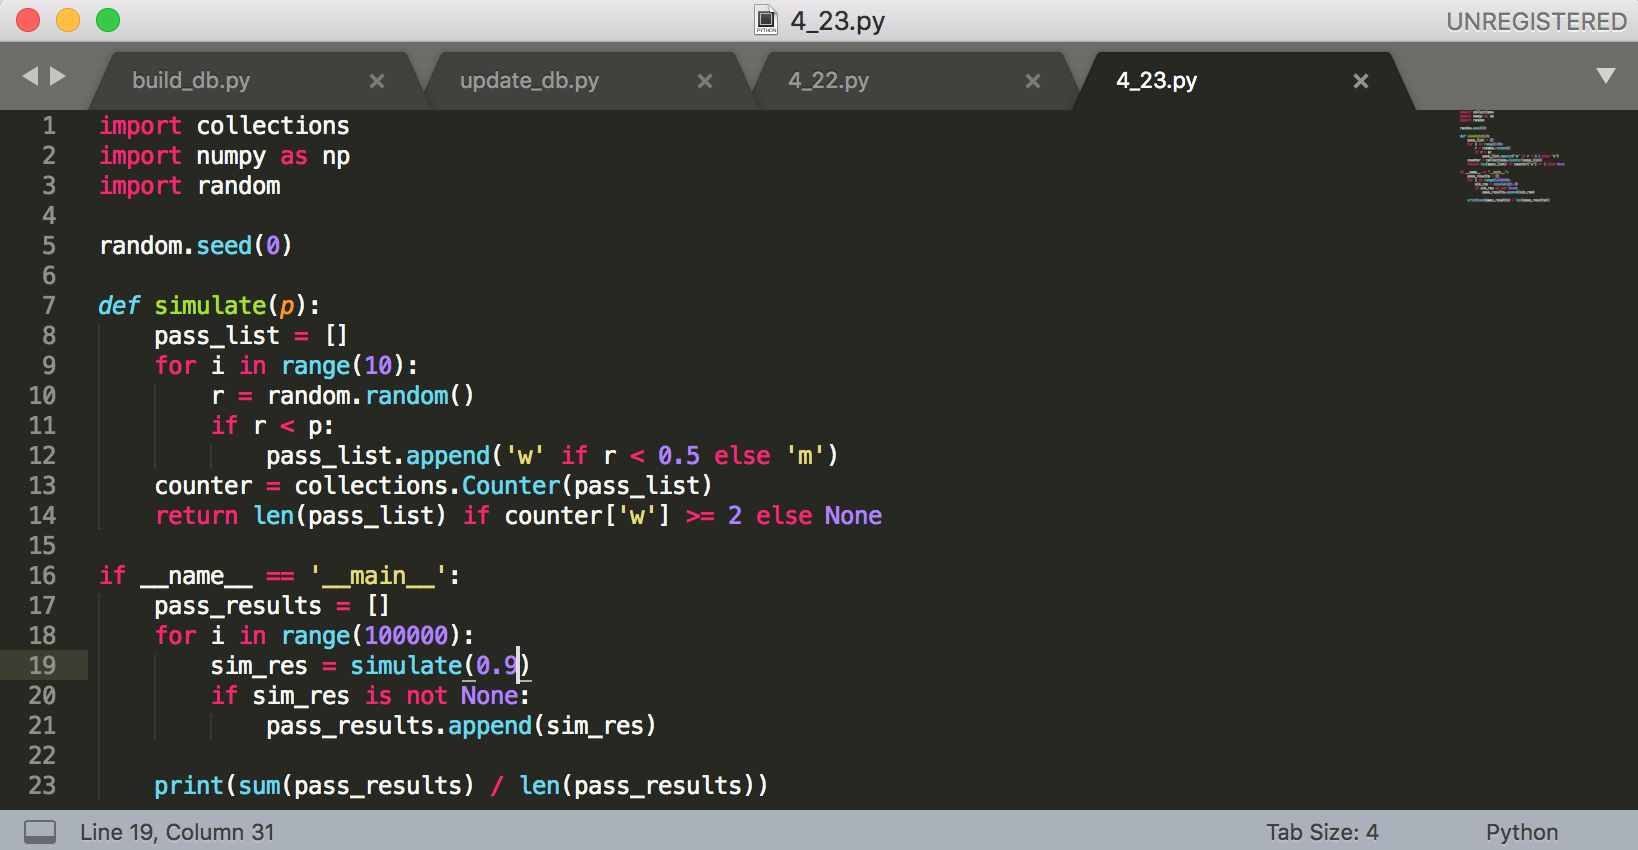 4_23.py
UNREGISTERED
build_db.py
update_db.py
4_22.py
4_23.py
1 import collections
2 import numpy as np
3 import random
4
5 random.seed(0)
6
7 def simulate(p):
8     pass_list = []
9     for i in range(10):
10         r = random.random()
11         if r < p:
12             pass_list.append('w' if r < 0.5 else 'm')
13     counter = collections.Counter(pass_list)
14     return len(pass_list) if counter['w'] >= 2 else None
15
16 if __name__ == '__main__':
17     pass_results = []
18     for i in range(100000):
19         sim_res = simulate(0.9)
20         if sim_res is not None:
21             pass_results.append(sim_res)
22
23     print(sum(pass_results) / len(pass_results))
Line 19, Column 31
Tab Size: 4
Python